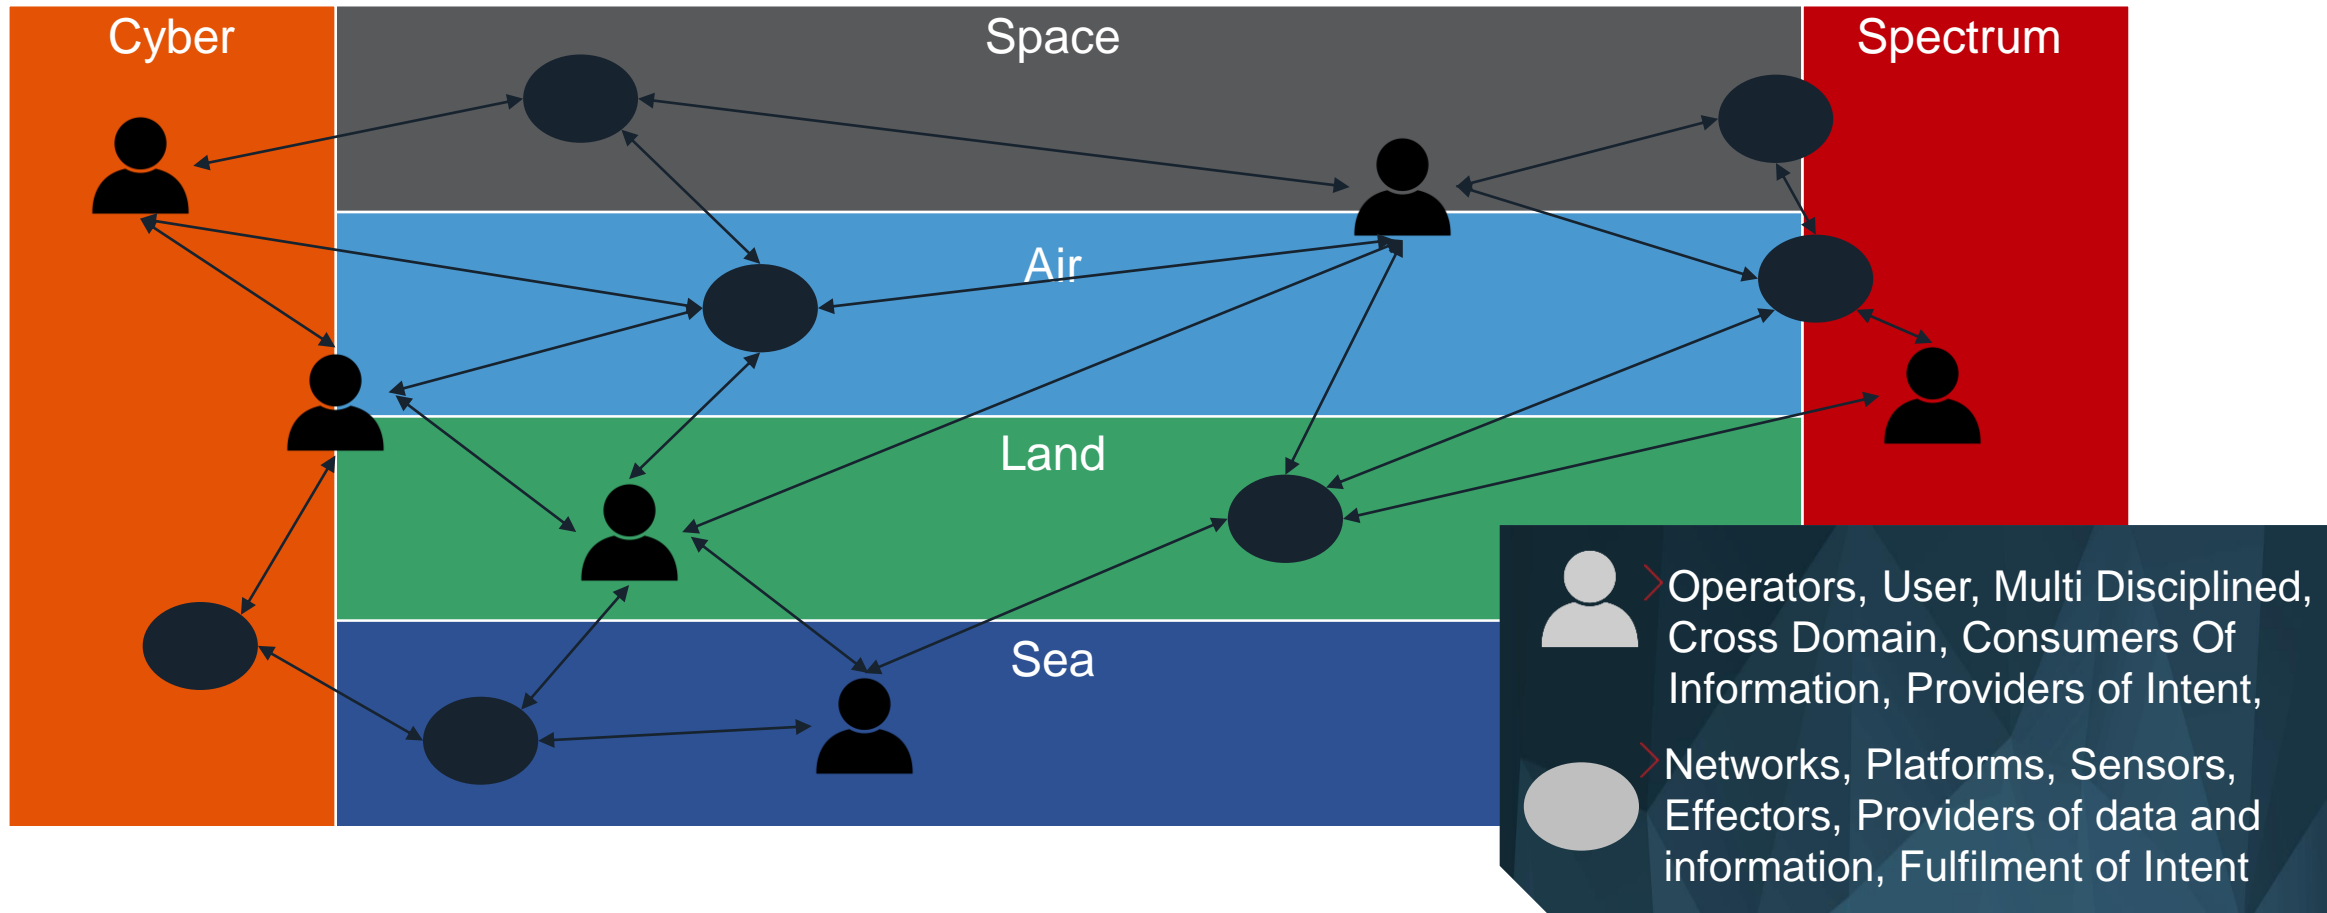 Cyber
Space
Spectrum
Air
Land
Sea
Operators, User, Multi Disciplined,
Cross Domain, Consumers Of
Information, Providers of Intent,
Networks, Platforms, Sensors,
Effectors, Providers of data and
information, Fulfilment of Intent